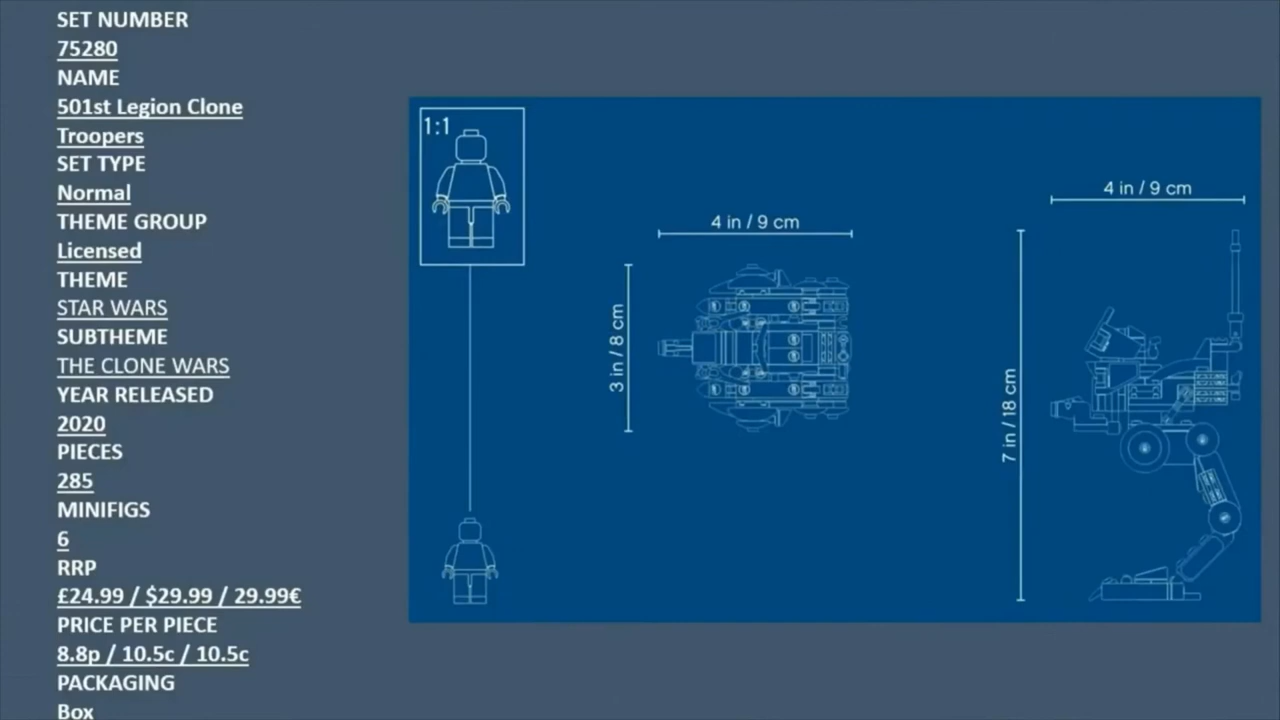 SET NUMBER
75280
NAME
501st Legion Clone
Troopers
SET TYPE
Normal
THEME GROUP
Licensed
THEME
STAR WARS
SUBTHEME
THE CLONE WARS
YEAR RELEASED
2020
PIECES
285
MINIFIGS
6
RRP
£24.99 / $29.99 / 29.99€
PRICE PER PIECE
8.8p / 10.5c / 10.5c
PACKAGING
Box
1:1
4 in / 9 cm
3 in / 8 cm
4 in / 9 cm
7 in / 18 cm